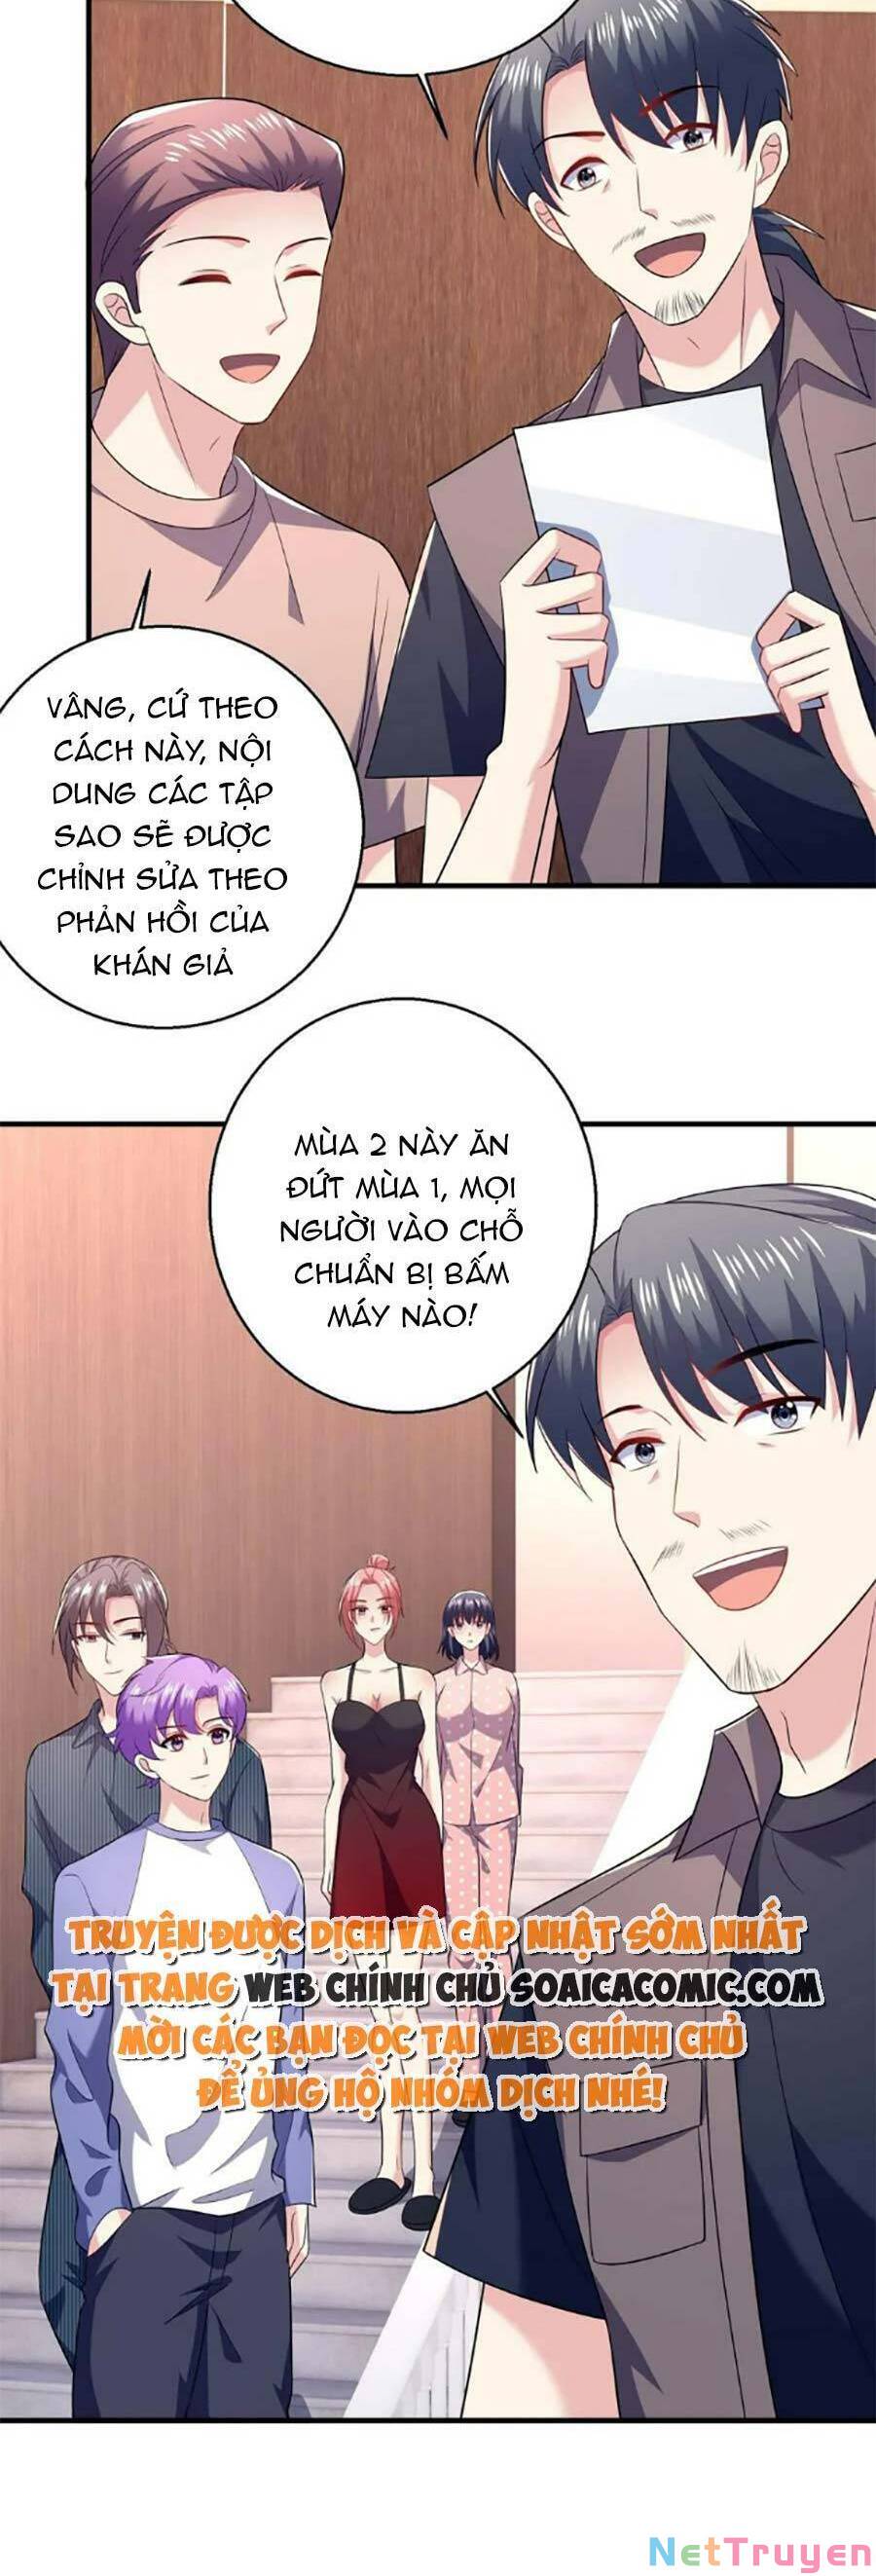 VÂNG, CỨ THEO
CÁCH NÀY, NỘI
DUNG CÁC TẬP
SAO SẼ ĐƯỢC
CHỈNH SỬA THEO
PHẢN HỒI CỦA
KHÁN GIẢ
MÙA 2 NÀY ĂN
ĐỨT MÙA 1, MỌI
NGƯỜI VÀO CHỖ
CHUẨN BỊ BẤM
MÁY NÀO!
TRUYỆN ĐƯỢC DỊCH VÀ CẬP NHẬT SỚM NHẤT
TẠI TRANG WEB CHÍNH CHỦ SOAICACOMIC.COM
MỜI CÁC BẠN ĐỌC TẠI WEB CHÍNH CHỦ
ĐỂ ỦNG HỘ NHÓM DỊCH NHÉ!
NetTruyen